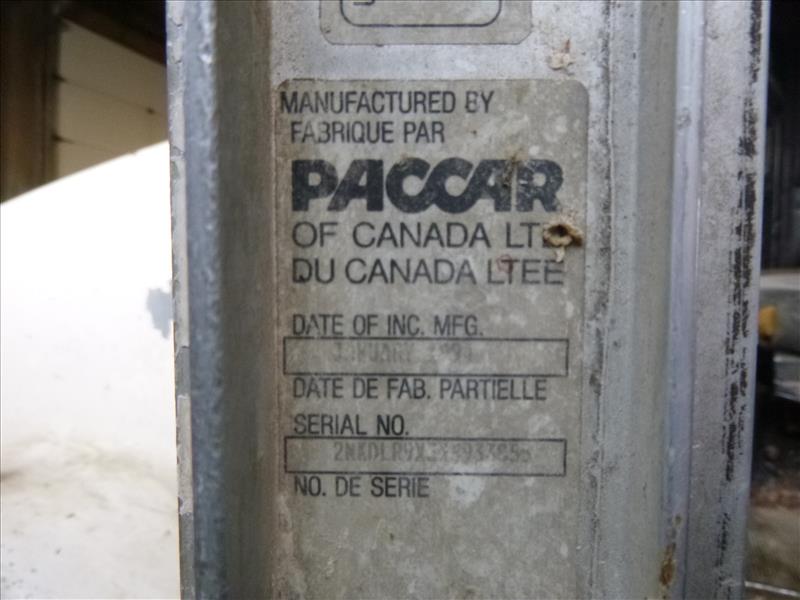 MANUFACTURED BY
FABRIQUE PAR
PACCAR
OF CANADA
DU CANADA LTEE
DATE OF INC. MFG.
JANUARY
DATE DE FAB. PARTIELLE
SERIAL NO.
NO. DE SERIE